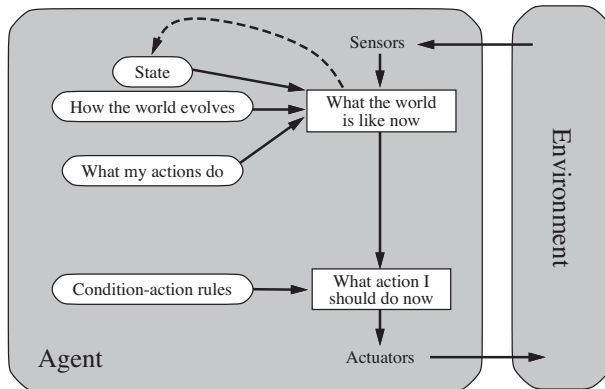 Sensors
State
How the world evolves
What the world
is like now
What my actions do
Environment
Condition-action rules
What action I
should do now
Agent
Actuators